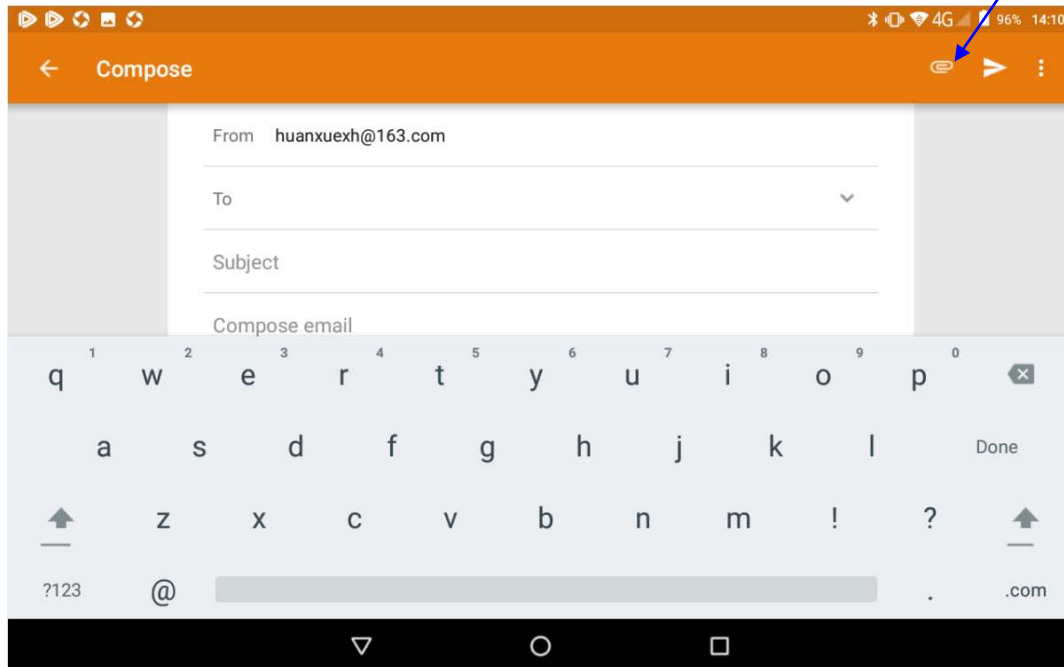 4G 96% 14:10
Compose
From huanxuexh@163.com
To
Subject
Compose email
1 2 3 4 5 6 7 8 9 0
q w e r t y u i o p
a s d f g h j k l Done
z x c v b n m ! ?
?123 @ . .com